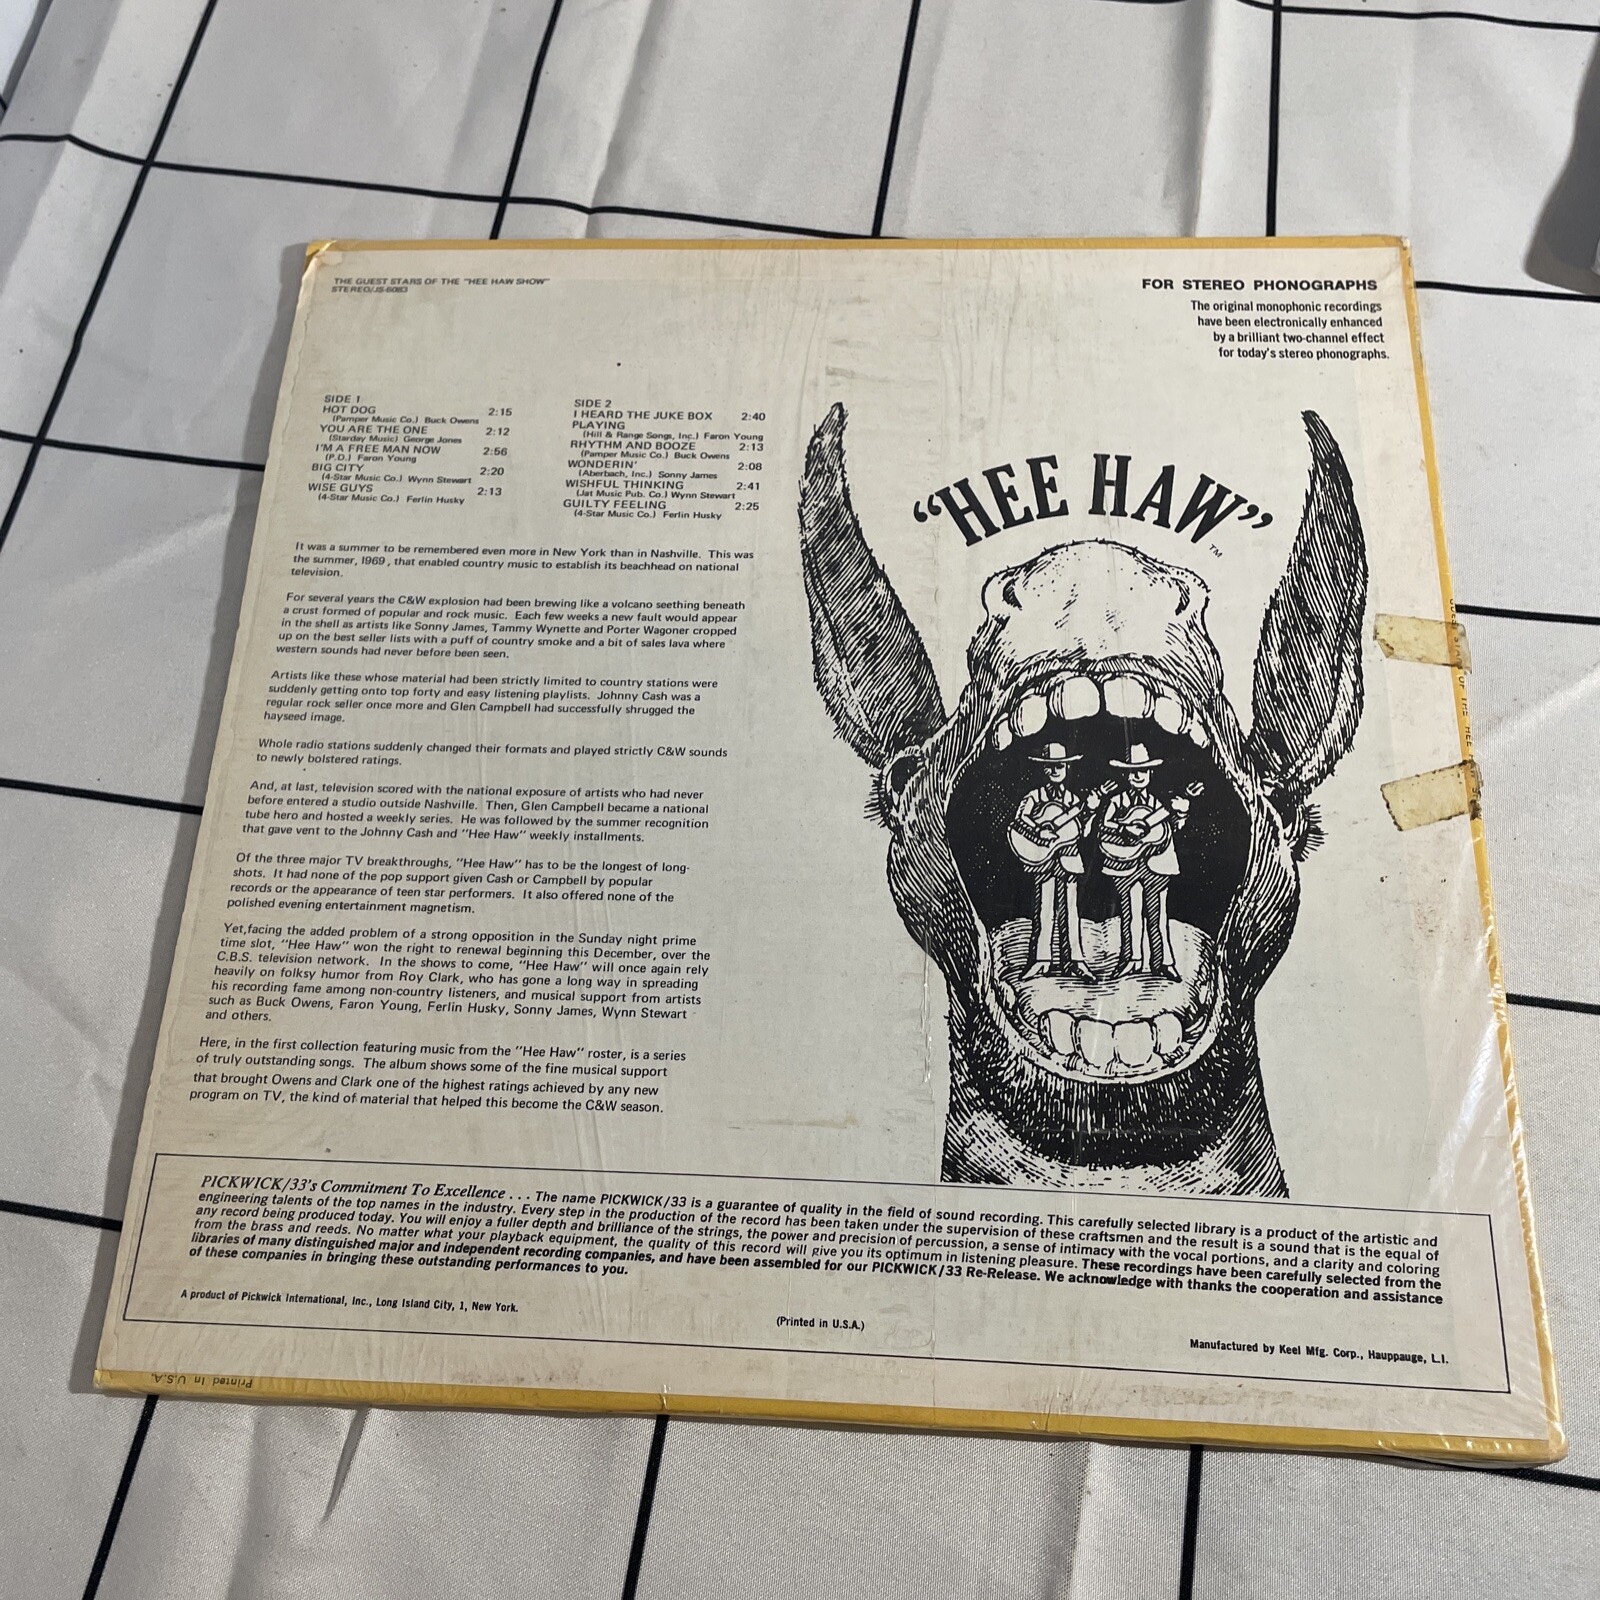 THE GUEST STARS OF THE "HEE HAW SHOW"
STEREO/JS-6083
FOR STEREO PHONOGRAPHS
The original monophonic recordings
have been electronically enhanced
by a brilliant two-channel effect
for today's stereo phonographs.
SIDE 1
HOT DOG 2:15
(Pamper Music Co.) Buck Owens
YOU ARE THE ONE 2:12
(Starday Music) George Jones
I'M A FREE MAN NOW 2:56
(P.D.) Faron Young
BIG CITY 2:20
(4-Star Music Co.) Wynn Stewart
WISE GUYS 2:13
(4-Star Music Co.) Ferlin Husky
SIDE 2
I HEARD THE JUKE BOX 2:40
PLAYING
(Hill & Range Songs, Inc.) Faron Young
RHYTHM AND BOOZE 2:13
(Pamper Music Co.) Buck Owens
WONDERIN' 2:08
(Aberbach, Inc.) Sonny James
WISHFUL THINKING 2:41
(Jat Music Pub. Co.) Wynn Stewart
GUILTY FEELING 2:25
(4-Star Music Co.) Ferlin Husky
"HEE HAW"
TM
It was a summer to be remembered even more in New York than in Nashville. This was
the summer, 1969, that enabled country music to establish its beachhead on national
television.
For several years the C&W explosion had been brewing like a volcano seething beneath
a crust formed of popular and rock music. Each few weeks a new fault would appear
in the shell as artists like Sonny James, Tammy Wynette and Porter Wagoner cropped
up on the best seller lists with a puff of country smoke and a bit of sales lava where
western sounds had never before been seen.
Artists like these whose material had been strictly limited to country stations were
suddenly getting onto top forty and easy listening playlists. Johnny Cash was a
regular rock seller once more and Glen Campbell had successfully shrugged the
hayseed image.
Whole radio stations suddenly changed their formats and played strictly C&W sounds
to newly bolstered ratings.
And, at last, television scored with the national exposure of artists who had never
before entered a studio outside Nashville. Then, Glen Campbell became a national
tube hero and hosted a weekly series. He was followed by the summer recognition
that gave vent to the Johnny Cash and "Hee Haw" weekly installments.
Of the three major TV breakthroughs, "Hee Haw" has to be the longest of long-
shots. It had none of the pop support given Cash or Campbell by popular
records or the appearance of teen star performers. It also offered none of the
polished evening entertainment magnetism.
Yet,facing the added problem of a strong opposition in the Sunday night prime
time slot, "Hee Haw" won the right to renewal beginning this December, over the
C.B.S. television network. In the shows to come, "Hee Haw" will once again rely
heavily on folksy humor from Roy Clark, who has gone a long way in spreading
his recording fame among non-country listeners, and musical support from artists
such as Buck Owens, Faron Young, Ferlin Husky, Sonny James, Wynn Stewart
and others.
Here, in the first collection featuring music from the "Hee Haw" roster, is a series
of truly outstanding songs. The album shows some of the fine musical support
that brought Owens and Clark one of the highest ratings achieved by any new
program on TV, the kind of material that helped this become the C&W season.
PICKWICK/33's Commitment To Excellence . . . The name PICKWICK/33 is a guarantee of quality in the field of sound recording. This carefully selected library is a product of the artistic and
engineering talents of the top names in the industry. Every step in the production of the record has been taken under the supervision of these craftsmen and the result is a sound that is the equal of
any record being produced today. You will enjoy a fuller depth and brilliance of the strings, the power and precision of percussion, a sense of intimacy with the vocal portions, and a clarity and coloring
from the brass and reeds. No matter what your playback equipment, the quality of this record will give you its optimum in listening pleasure. These recordings have been carefully selected from the
libraries of many distinguished major and independent recording companies, and have been assembled for our PICKWICK/33 Re-Release. We acknowledge with thanks the cooperation and assistance
of these companies in bringing these outstanding performances to you.
A product of Pickwick International, Inc., Long Island City, 1, New York.
(Printed in U.S.A.)
Manufactured by Keel Mfg. Corp., Hauppauge, L.I.
Printed In U.S.A.
OF THE HEE